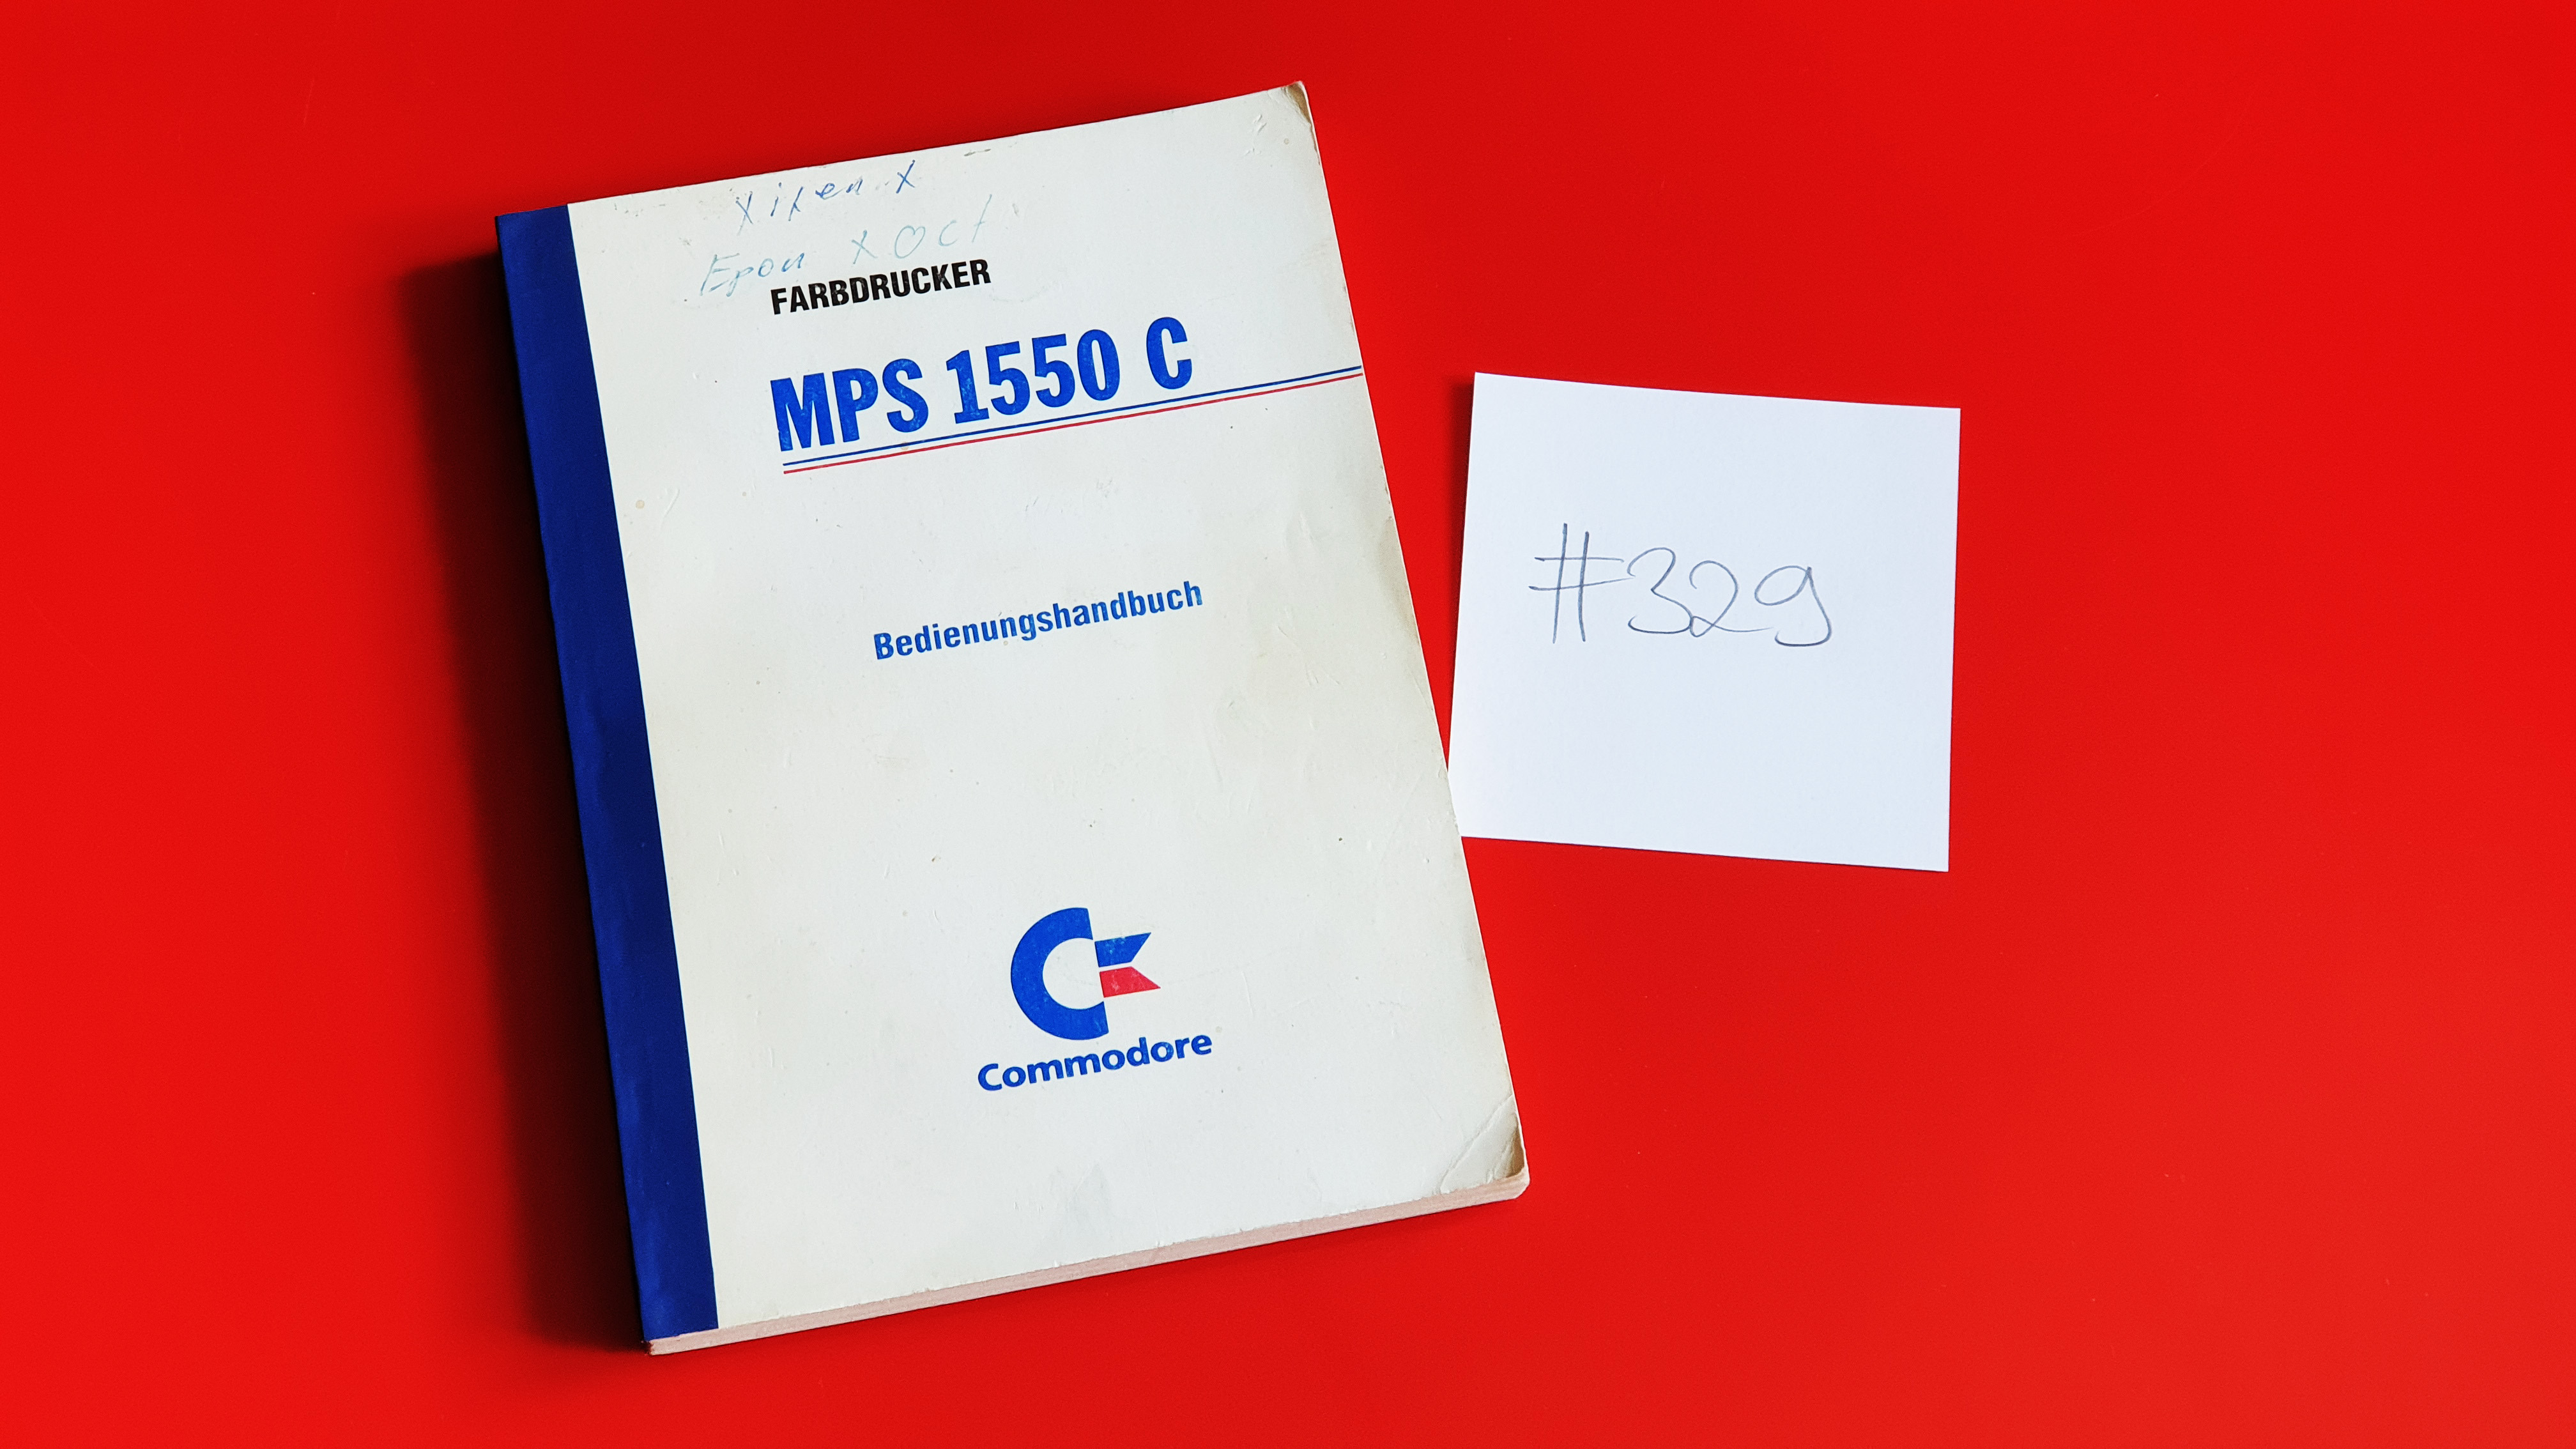 FARBDRUCKER
MPS 1550 C
Bedienungshandbuch
Commodore
#329